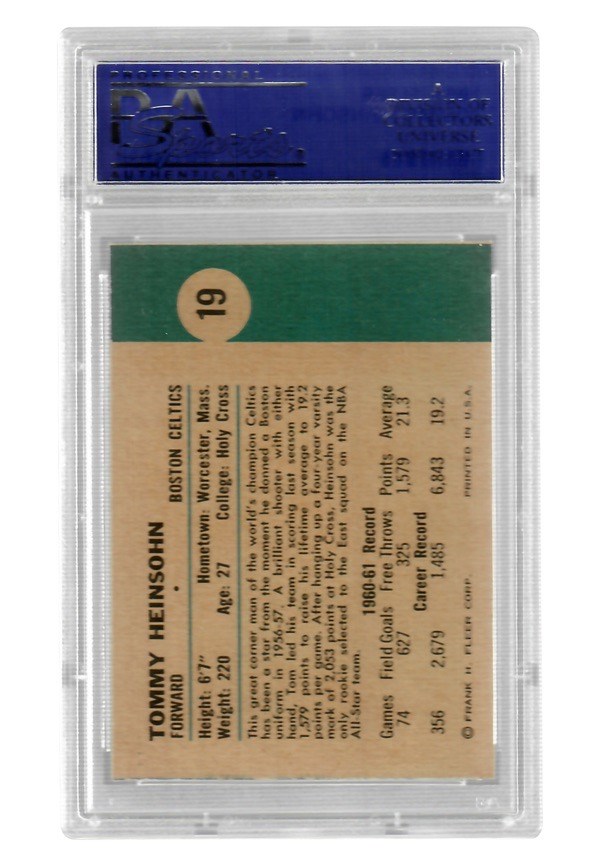 PROFESSIONAL
PSA
AUTHENTICATOR
A
DIVISION OF
COLLECTORS
UNIVERSE
19
TOMMY HEINSOHN
FORWARD BOSTON CELTICS
Height: 6'7" Hometown: Worcester, Mass.
Weight: 220 Age: 27 College: Holy Cross
This great corner man of the world's champion Celtics
has been a star from the moment he donned a Boston
uniform in 1956-57. A brilliant shooter with either
hand, Tom led his team in scoring last season with
1,579 points to raise his lifetime average to 19.2
points per game. After hanging up a four-year varsity
mark of 2,053 points at Holy Cross, Heinsohn was the
only rookie selected to the East squad on the NBA
All-Star team.
1960-61 Record
Games Field Goals Free Throws Points Average
74 627 325 1,579 21.3
Career Record
356 2,679 1,485 6,843 19.2
© FRANK H. FLEER CORP. PRINTED IN U.S.A.